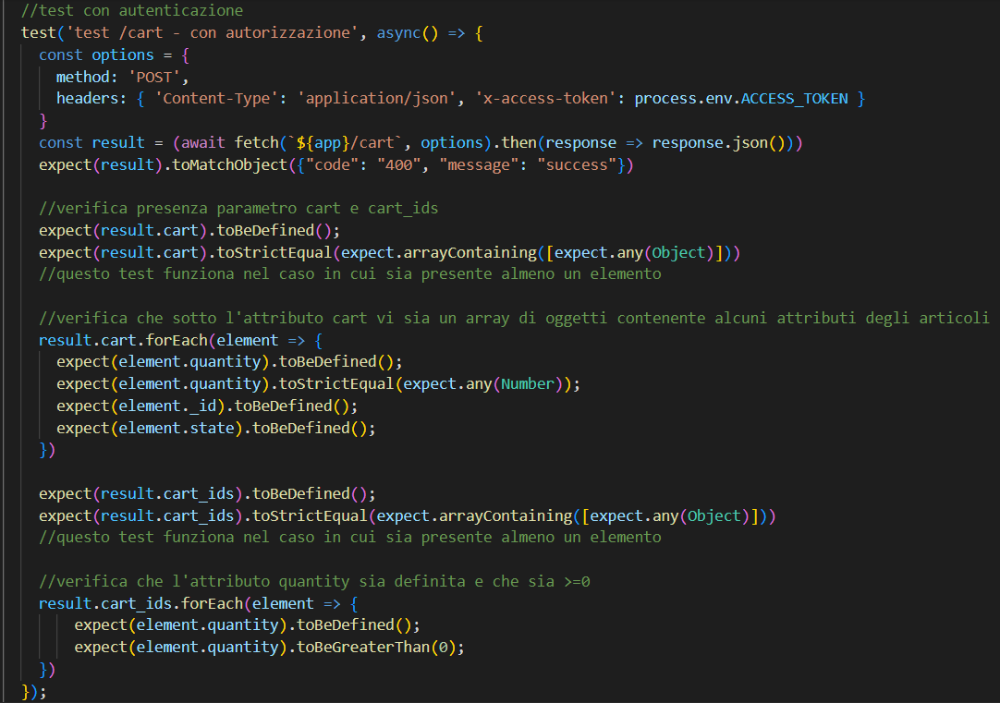 //test con autenticazione
test('test /cart - con autorizzazione', async() => {
  const options = {
    method: 'POST',
    headers: { 'Content-Type': 'application/json', 'x-access-token': process.env.ACCESS_TOKEN }
  }
  const result = (await fetch(`${app}/cart`, options).then(response => response.json()))
  expect(result).toMatchObject({"code": "400", "message": "success"})

  //verifica presenza parametro cart e cart_ids
  expect(result.cart).toBeDefined();
  expect(result.cart).toStrictEqual(expect.arrayContaining([expect.any(Object)]))
  //questo test funziona nel caso in cui sia presente almeno un elemento

  //verifica che sotto l'attributo cart vi sia un array di oggetti contenente alcuni attributi degli articoli
  result.cart.forEach(element => {
    expect(element.quantity).toBeDefined();
    expect(element.quantity).toStrictEqual(expect.any(Number));
    expect(element._id).toBeDefined();
    expect(element.state).toBeDefined();
  })

  expect(result.cart_ids).toBeDefined();
  expect(result.cart_ids).toStrictEqual(expect.arrayContaining([expect.any(Object)]))
  //questo test funziona nel caso in cui sia presente almeno un elemento

  //verifica che l'attributo quantity sia definita e che sia >=0
  result.cart_ids.forEach(element => {
      expect(element.quantity).toBeDefined();
      expect(element.quantity).toBeGreaterThan(0);
  })
});